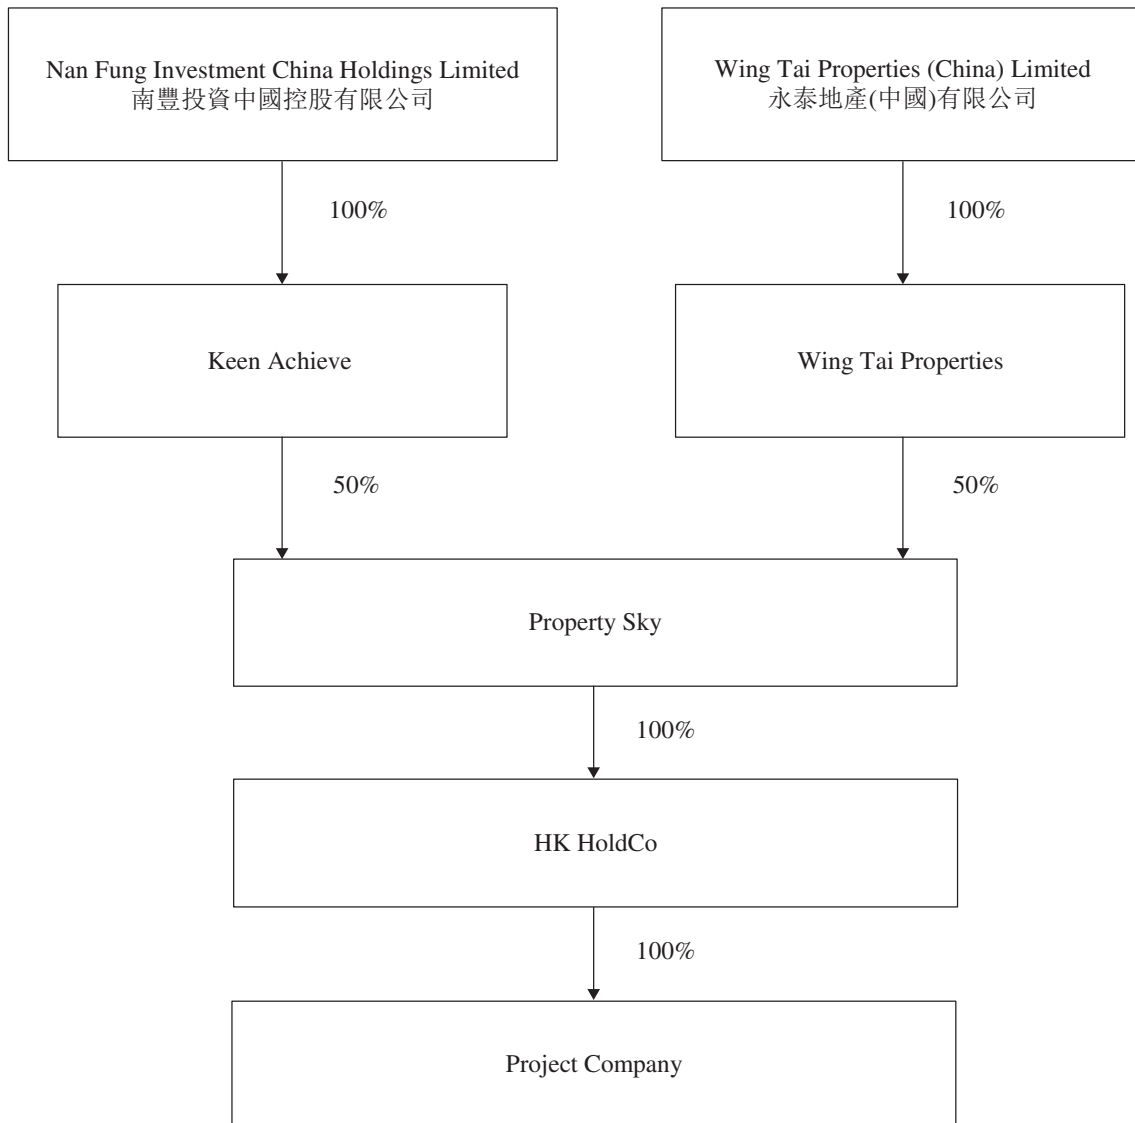 Nan Fung Investment China Holdings Limited
南豐投資中國控股有限公司
Wing Tai Properties (China) Limited
永泰地產(中國)有限公司
100%
100%
Keen Achieve
Wing Tai Properties
50%
50%
Property Sky
100%
HK HoldCo
100%
Project Company